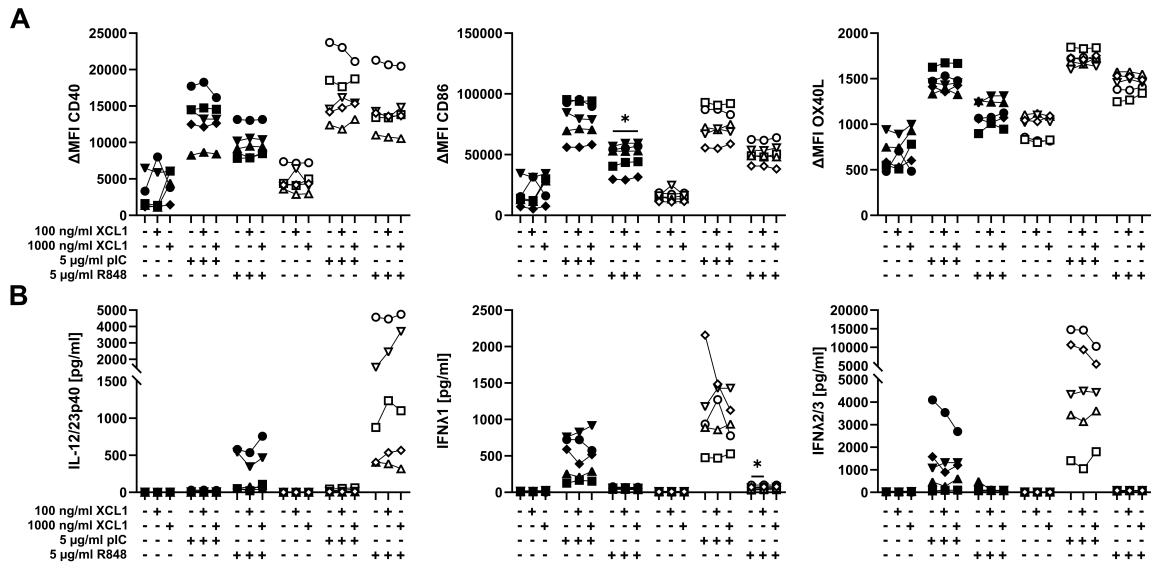 A
ΔMFI CD40
25000
20000
15000
10000
5000
0
ΔMFI CD86
150000
100000
50000
0
*
ΔMFI OX40L
2000
1500
1000
500
0
100 ng/ml XCL1 - + - - + - - + - - + - - + - - + - - + - - + - - + - - + - - + - - + - - + - - + - - + - - + - - + - - + -
1000 ng/ml XCL1 - - + - - + - - + - - + - - + - - + - - + - - + - - + - - + - - + - - + - - + - - + - - + - - + - - + - - +
5 µg/ml pIC - - - + + + - - - - - - + + + - - - - - - + + + - - - - - - + + + - - - - - - + + + - - - - - - + + + - - -
5 µg/ml R848 - - - - - - + + + - - - - - - + + + - - - - - - + + + - - - - - - + + + - - - - - - + + + - - - - - - + + +
B
IL-12/23p40 [pg/ml]
5000
4000
3000
2000
1500
1000
500
0
IFNλ1 [pg/ml]
2500
2000
1500
1000
500
0
*
IFNλ2/3 [pg/ml]
20000
15000
10000
5000
5000
4000
3000
2000
1000
0
100 ng/ml XCL1 - + - - + - - + - - + - - + - - + - - + - - + - - + - - + - - + - - + - - + - - + - - + - - + - - + - - + -
1000 ng/ml XCL1 - - + - - + - - + - - + - - + - - + - - + - - + - - + - - + - - + - - + - - + - - + - - + - - + - - + - - +
5 µg/ml pIC - - - + + + - - - - - - + + + - - - - - - + + + - - - - - - + + + - - - - - - + + + - - - - - - + + + - - -
5 µg/ml R848 - - - - - - + + + - - - - - - + + + - - - - - - + + + - - - - - - + + + - - - - - - + + + - - - - - - + + +